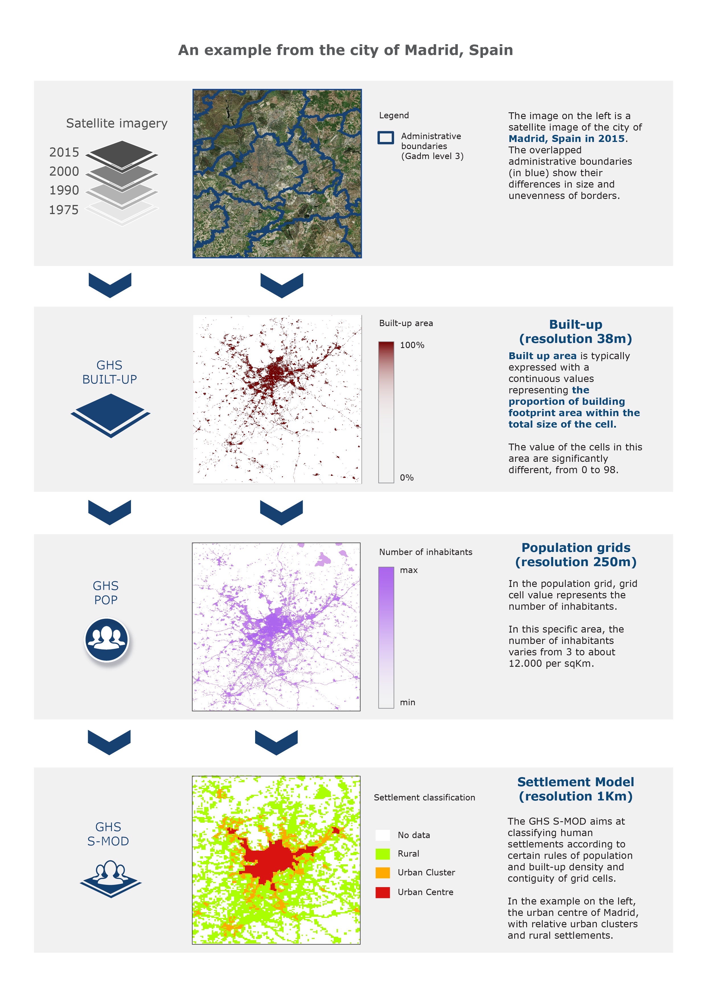 An example from the city of Madrid, Spain
Satellite imagery
2015
2000
1990
1975
Legend
Administrative
boundaries
(Gadm level 3)
The image on the left is a
satellite image of the city of
Madrid, Spain in 2015.
The overlapped
administrative boundaries
(in blue) show their
differences in size and
unevenness of borders.
GHS
BUILT-UP
Built-up area
100%
0%
Built-up
(resolution 38m)
Built up area is typically
expressed with a
continuous values
representing the
proportion of building
footprint area within the
total size of the cell.
The value of the cells in this
area are significantly
different, from 0 to 98.
GHS
POP
Number of inhabitants
max
min
Population grids
(resolution 250m)
In the population grid, grid
cell value represents the
number of inhabitants.
In this specific area, the
number of inhabitants
varies from 3 to about
12.000 per sqKm.
GHS
S-MOD
Settlement classification
No data
Rural
Urban Cluster
Urban Centre
Settlement Model
(resolution 1Km)
The GHS S-MOD aims at
classifying human
settlements according to
certain rules of population
and built-up density and
contiguity of grid cells.
In the example on the left,
the urban centre of Madrid,
with relative urban clusters
and rural settlements.